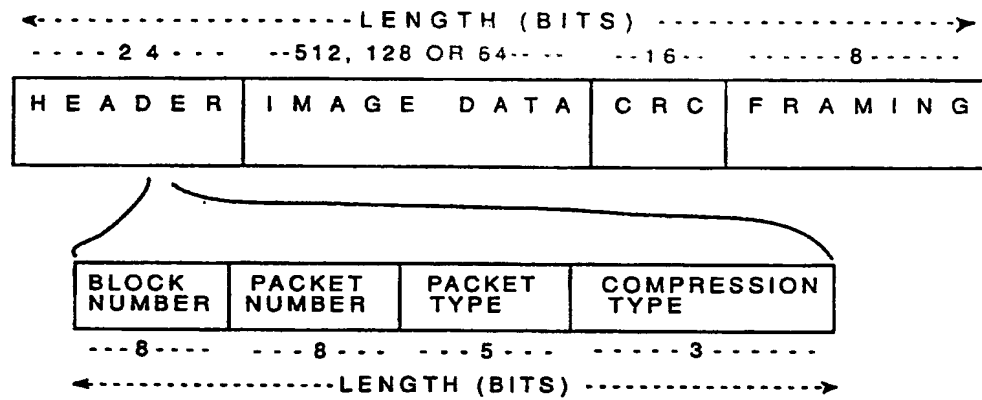 LENGTH (BITS)
24 512, 128 OR 64 16 8
HEADER IMAGE DATA CRC FRAMING
BLOCK NUMBER PACKET NUMBER PACKET TYPE COMPRESSION TYPE
8 8 5 3
LENGTH (BITS)